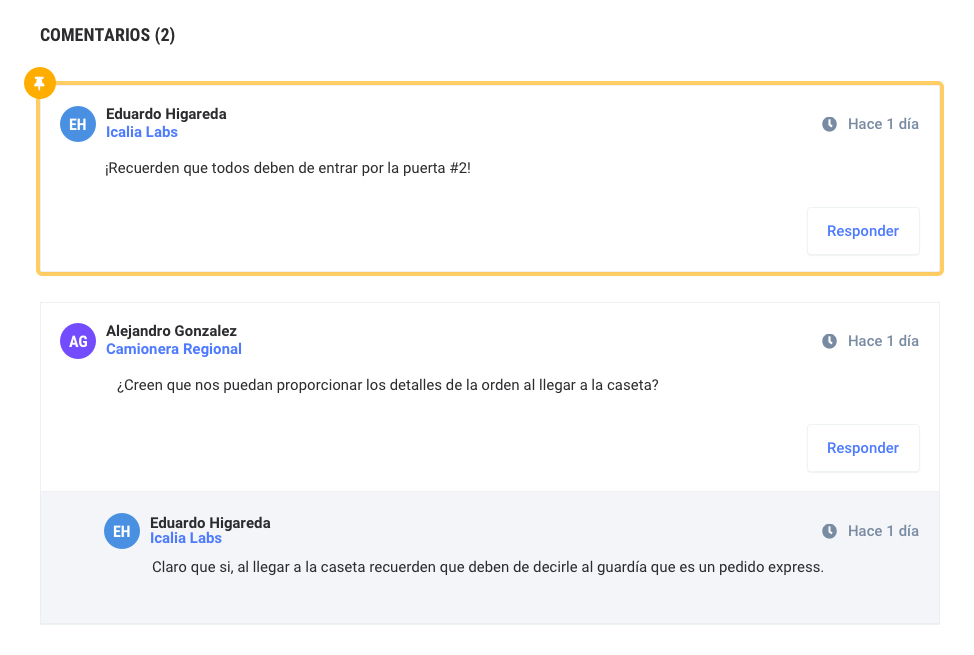 COMENTARIOS (2)
EH
Eduardo Higareda
Icalia Labs
Hace 1 día
¡Recuerden que todos deben de entrar por la puerta #2!
Responder
AG
Alejandro Gonzalez
Camionera Regional
Hace 1 día
¿Creen que nos puedan proporcionar los detalles de la orden al llegar a la caseta?
Responder
EH
Eduardo Higareda
Icalia Labs
Hace 1 día
Claro que si, al llegar a la caseta recuerden que deben de decirle al guardía que es un pedido express.